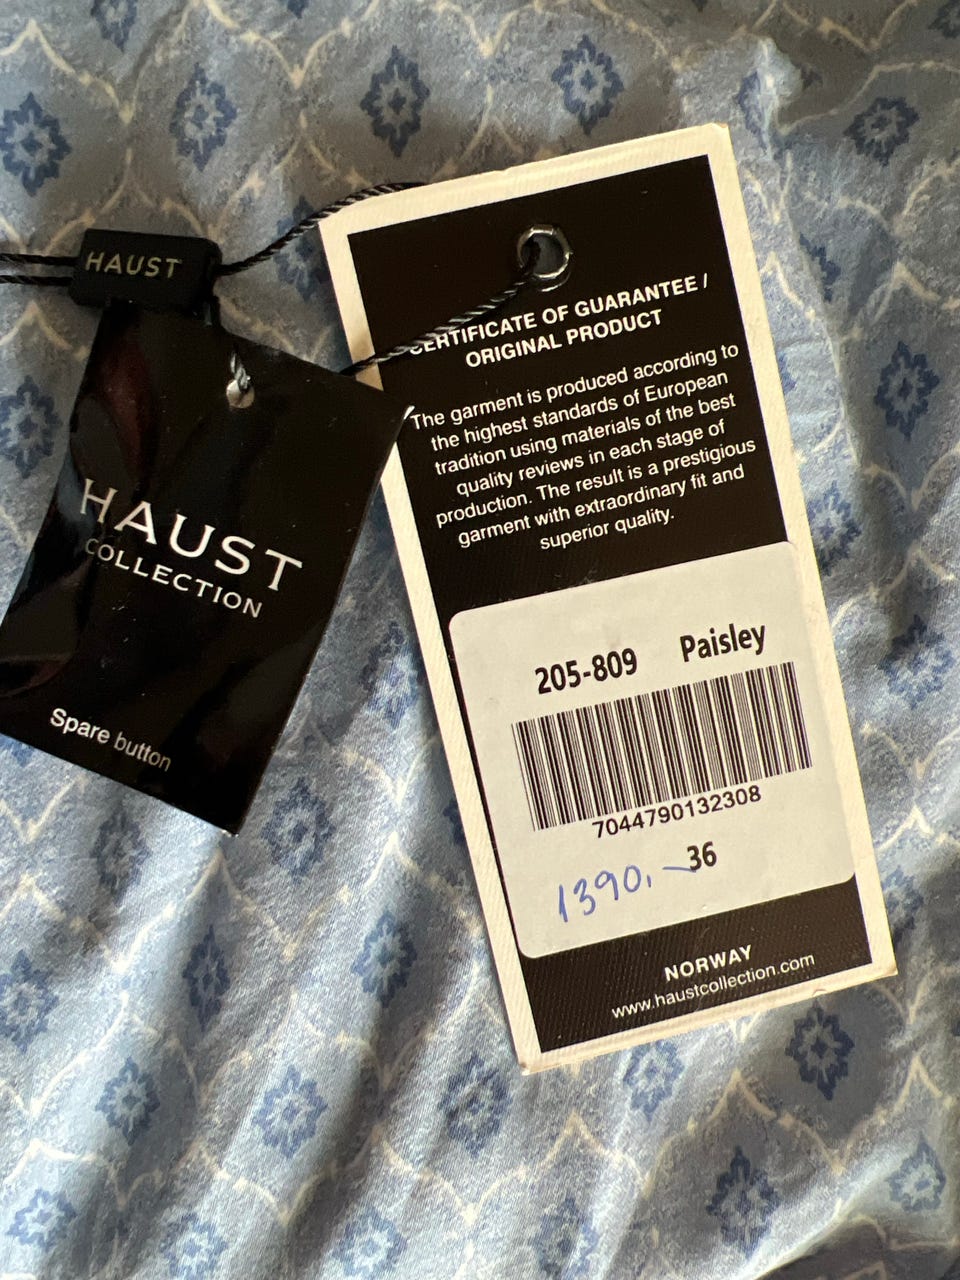 HAUST
HAUST
COLLECTION
Spare button
CERTIFICATE OF GUARANTEE /
ORIGINAL PRODUCT
The garment is produced according to
the highest standards of European
tradition using materials of the best
quality reviews in each stage of
production. The result is a prestigious
garment with extraordinary fit and
superior quality.
205-809 Paisley
7044790132308
36
1390,-
NORWAY
www.haustcollection.com